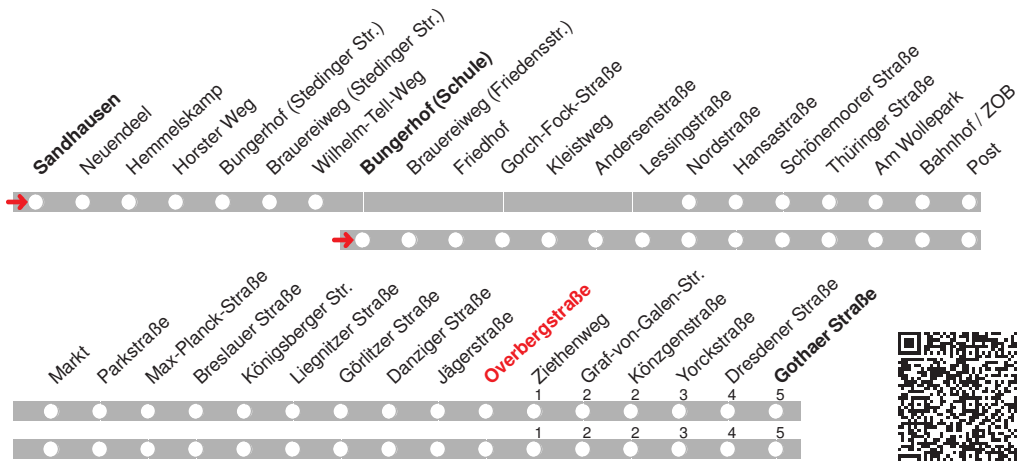 Sandhausen
Neuendeel
Hemmelskamp
Horster Weg
Bungerhof (Stedinger Str.)
Brauereiweg (Stedinger Str.)
Wilhelm-Tell-Weg
Bungerhof (Schule)
Brauereiweg (Friedensstr.)
Friedhof
Gorch-Fock-Straße
Kleistweg
Andersenstraße
Lessingstraße
Nordstraße
Hansastraße
Schönemoorer Straße
Thüringer Straße
Am Wollepark
Bahnhof / ZOB
Post
Markt
Parkstraße
Max-Planck-Straße
Breslauer Straße
Königsberger Str.
Liegnitzer Straße
Görlitzer Straße
Danziger Straße
Jägerstraße
Overbergstraße
Ziethenweg
Graf-von-Galen-Str.
Könzgenstraße
Yorckstraße
Dresdener Straße
Gothaer Straße
1 2 2 3 4 5
1 2 2 3 4 5